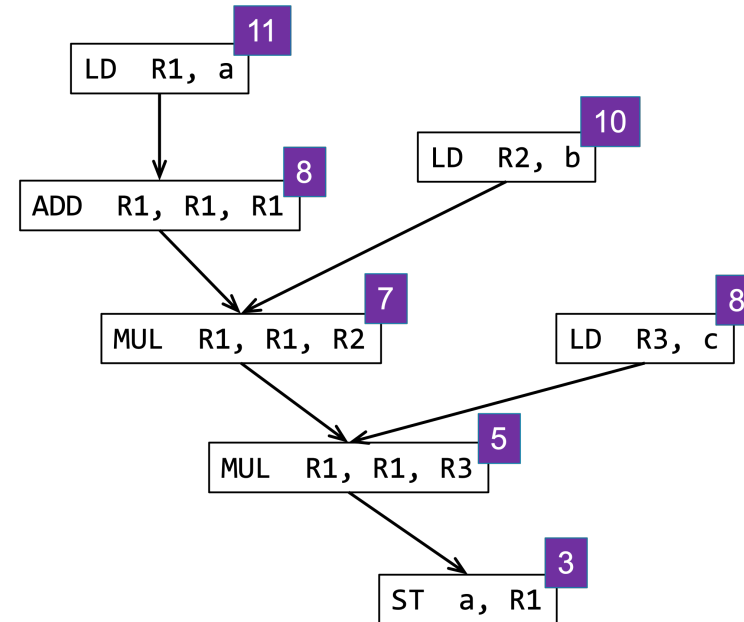 11
LD R1, a
10
LD R2, b
8
ADD R1, R1, R1
7
MUL R1, R1, R2
8
LD R3, c
5
MUL R1, R1, R3
3
ST a, R1